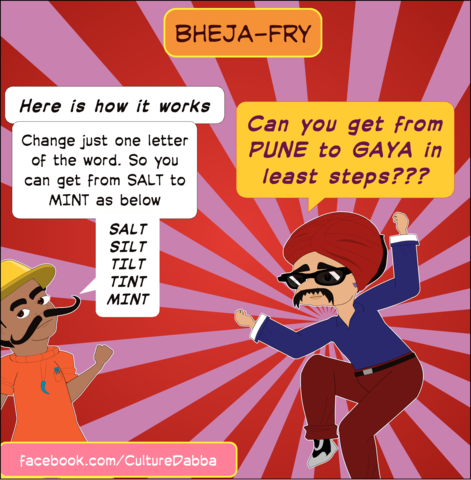 BHEJA-FRY
Here is how it works
Change just one letter
of the word. So you
can get from SALT to
MINT as below
SALT
SILT
TILT
TINT
MINT
Can you get from
PUNE to GAYA in
least steps???
facebook.com/CultureDabba